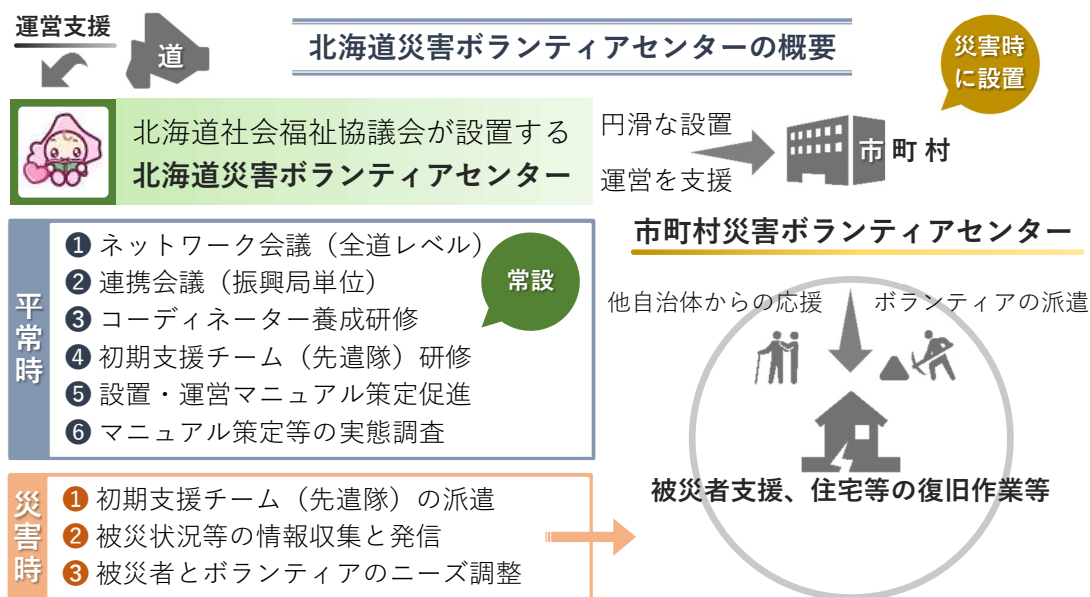 運営支援
道
北海道災害ボランティアセンターの概要
災害時
に設置
北海道社会福祉協議会が設置する
北海道災害ボランティアセンター
円滑な設置
運営を支援
市町村
平常時
❶ ネットワーク会議（全道レベル）
❷ 連携会議（振興局単位）
❸ コーディネーター養成研修
❹ 初期支援チーム（先遣隊）研修
❺ 設置・運営マニュアル策定促進
❻ マニュアル策定等の実態調査
常設
災害時
❶ 初期支援チーム（先遣隊）の派遣
❷ 被災状況等の情報収集と発信
❸ 被災者とボランティアのニーズ調整
市町村災害ボランティアセンター
他自治体からの応援
ボランティアの派遣
被災者支援、住宅等の復旧作業等